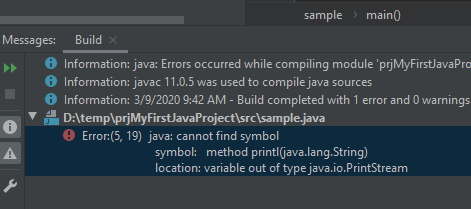 sample
main()
Messages:
Build
Information: java: Errors occurred while compiling module 'prjMyFirstJavaProject
Information: javac 11.0.5 was used to compile java sources
Information: 3/9/2020 9:42 AM - Build completed with 1 error and 0 warnings
D:\temp\prjMyFirstJavaProject\src\sample.java
Error:(5, 19) java: cannot find symbol
symbol: method printl(java.lang.String)
location: variable out of type java.io.PrintStream